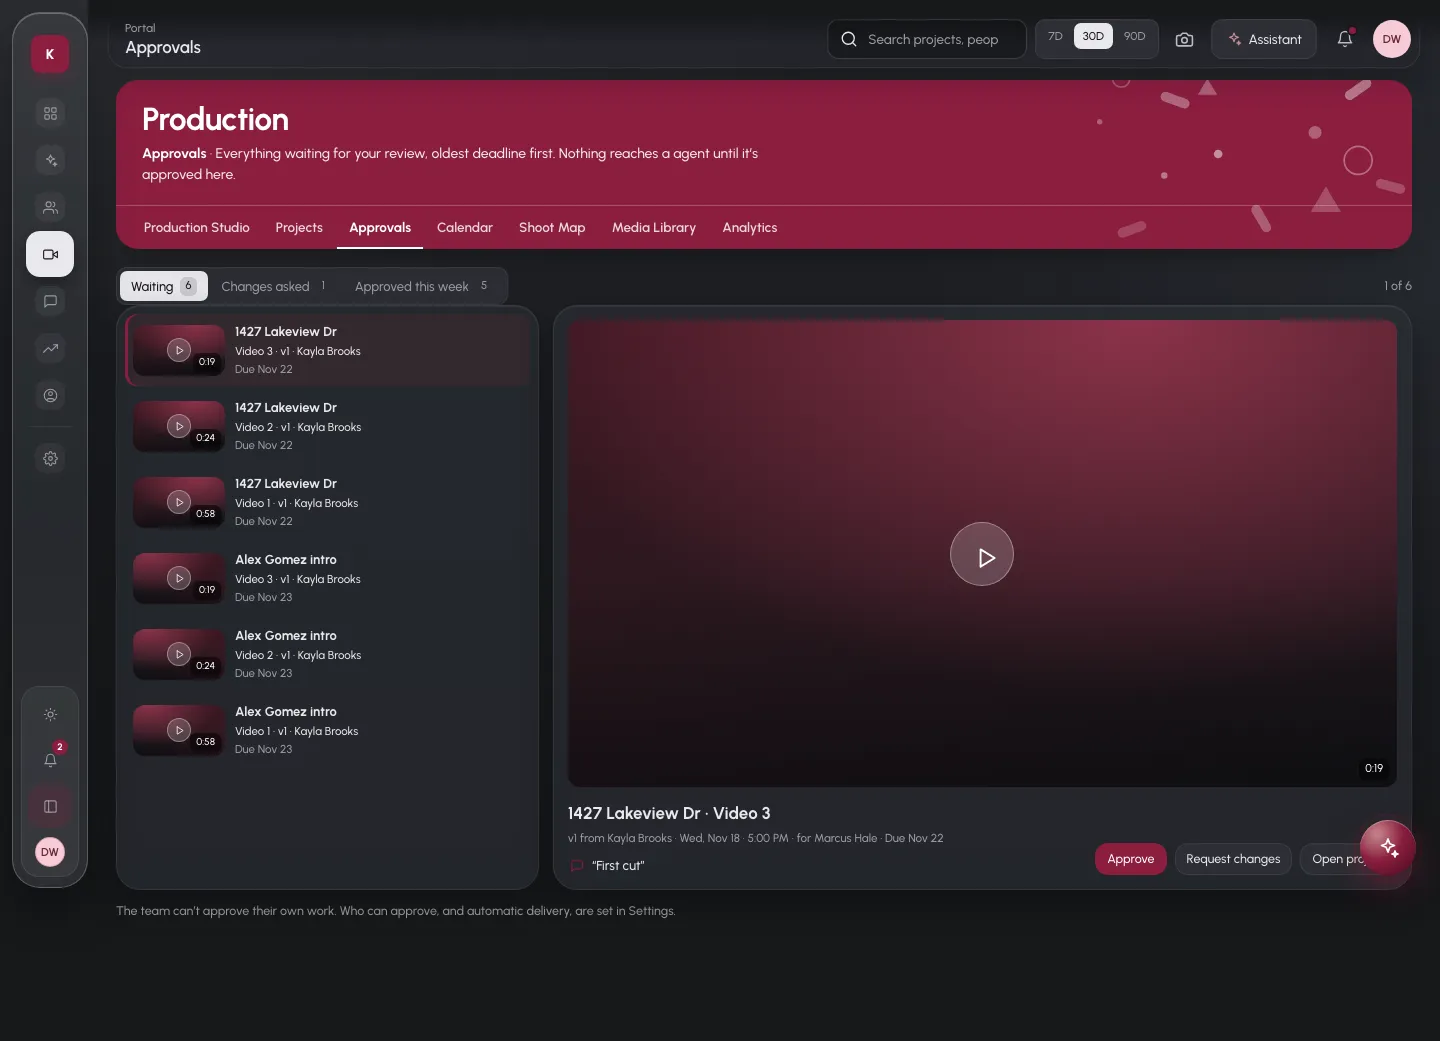 K
Portal
Approvals
Search projects, peop
7D
30D
90D
Assistant
DW
Production
Approvals · Everything waiting for your review, oldest deadline first. Nothing reaches a agent until it’s
approved here.
Production Studio
Projects
Approvals
Calendar
Shoot Map
Media Library
Analytics
Waiting 6
Changes asked 1
Approved this week 5
1 of 6
0:19
1427 Lakeview Dr
Video 3 · v1 · Kayla Brooks
Due Nov 22
0:24
1427 Lakeview Dr
Video 2 · v1 · Kayla Brooks
Due Nov 22
0:58
1427 Lakeview Dr
Video 1 · v1 · Kayla Brooks
Due Nov 22
0:19
Alex Gomez intro
Video 3 · v1 · Kayla Brooks
Due Nov 23
0:24
Alex Gomez intro
Video 2 · v1 · Kayla Brooks
Due Nov 23
0:58
Alex Gomez intro
Video 1 · v1 · Kayla Brooks
Due Nov 23
0:19
1427 Lakeview Dr · Video 3
v1 from Kayla Brooks · Wed, Nov 18 · 5:00 PM · for Marcus Hale · Due Nov 22
“First cut”
Approve
Request changes
Open
2
DW
The team can’t approve their own work. Who can approve, and automatic delivery, are set in Settings.